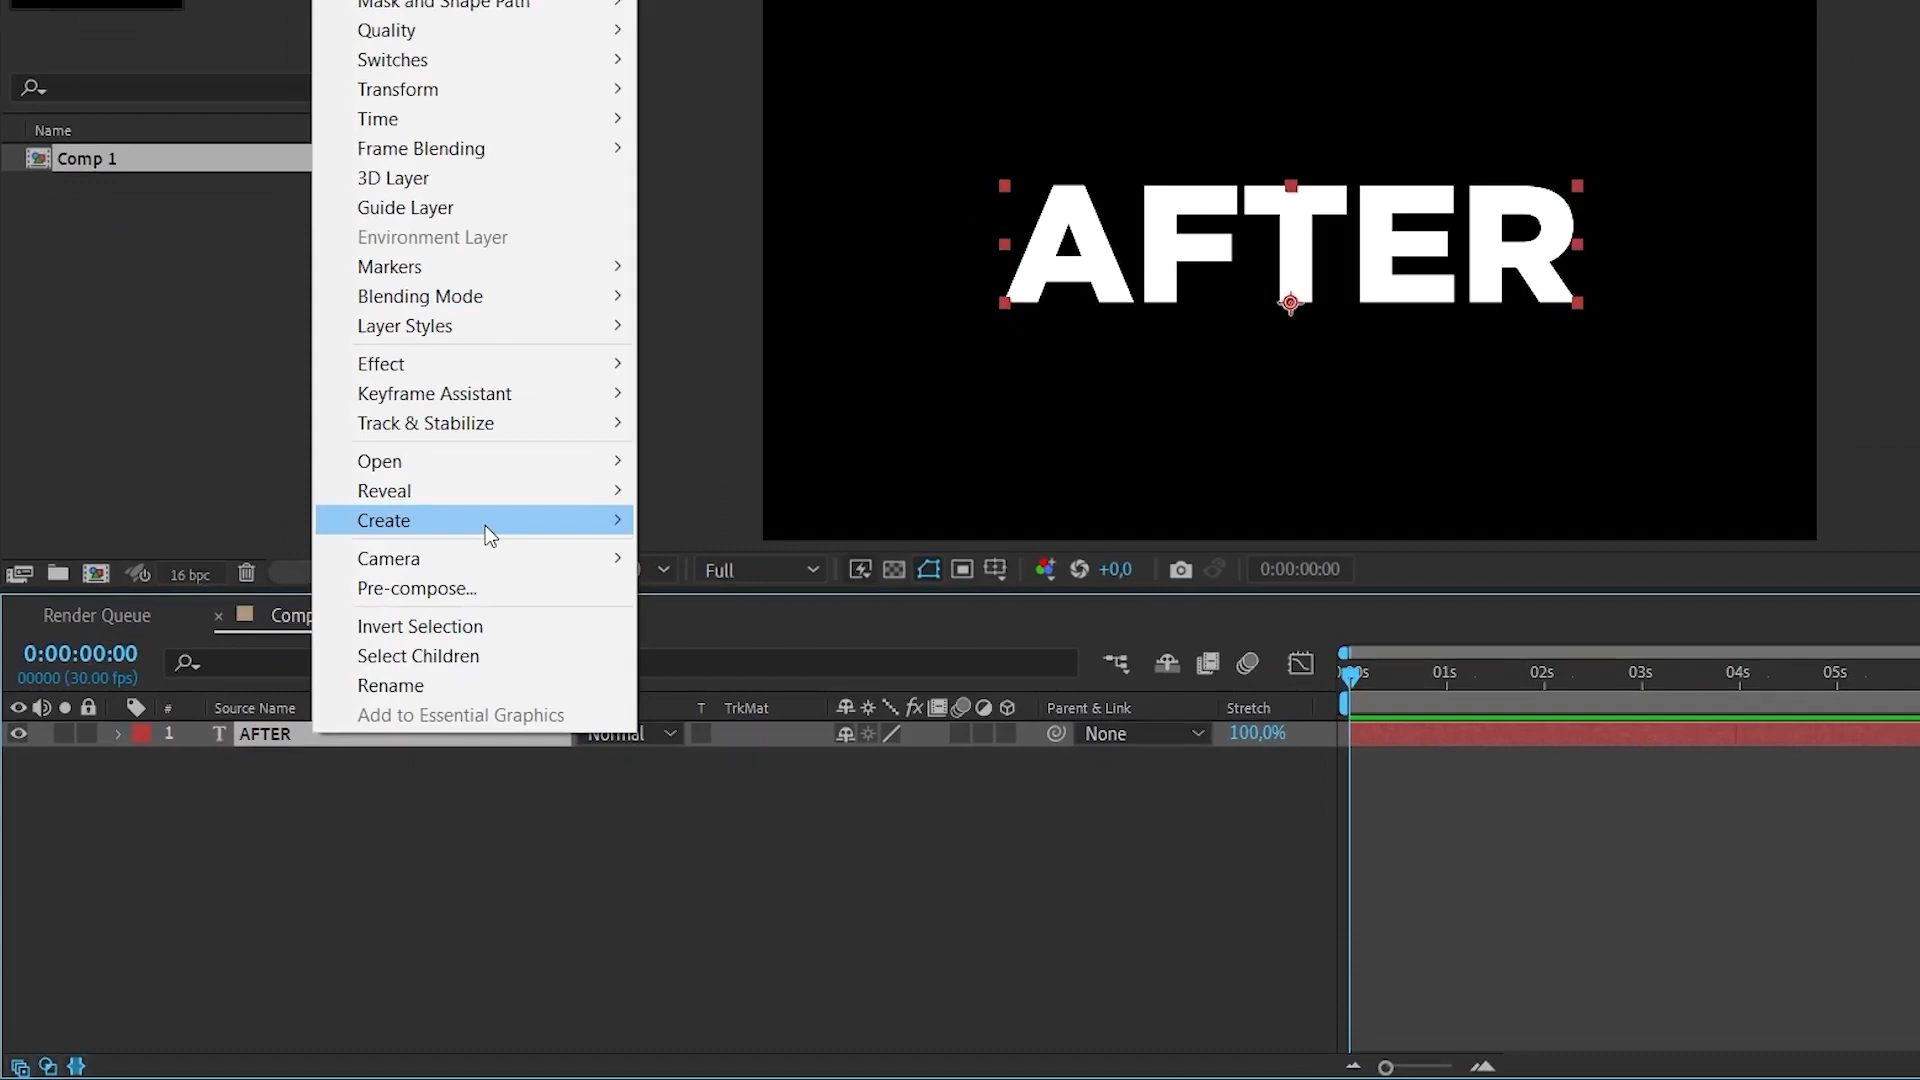 Mask and Shape Path
Quality
Switches
Transform
Time
Frame Blending
3D Layer
Guide Layer
Environment Layer
Markers
Blending Mode
Layer Styles
Effect
Keyframe Assistant
Track & Stabilize
Open
Reveal
Create
Camera
Pre-compose...
Invert Selection
Select Children
Rename
Add to Essential Graphics
Name
Comp 1
AFTER
16 bpc
Full
+0,0
0:00:00:00
Render Queue
Comp
0:00:00:00
00000 (30.00 fps)
01s 02s 03s 04s 05s
# Source Name T TrkMat fx Parent & Link Stretch
1 T AFTER Normal None 100,0%